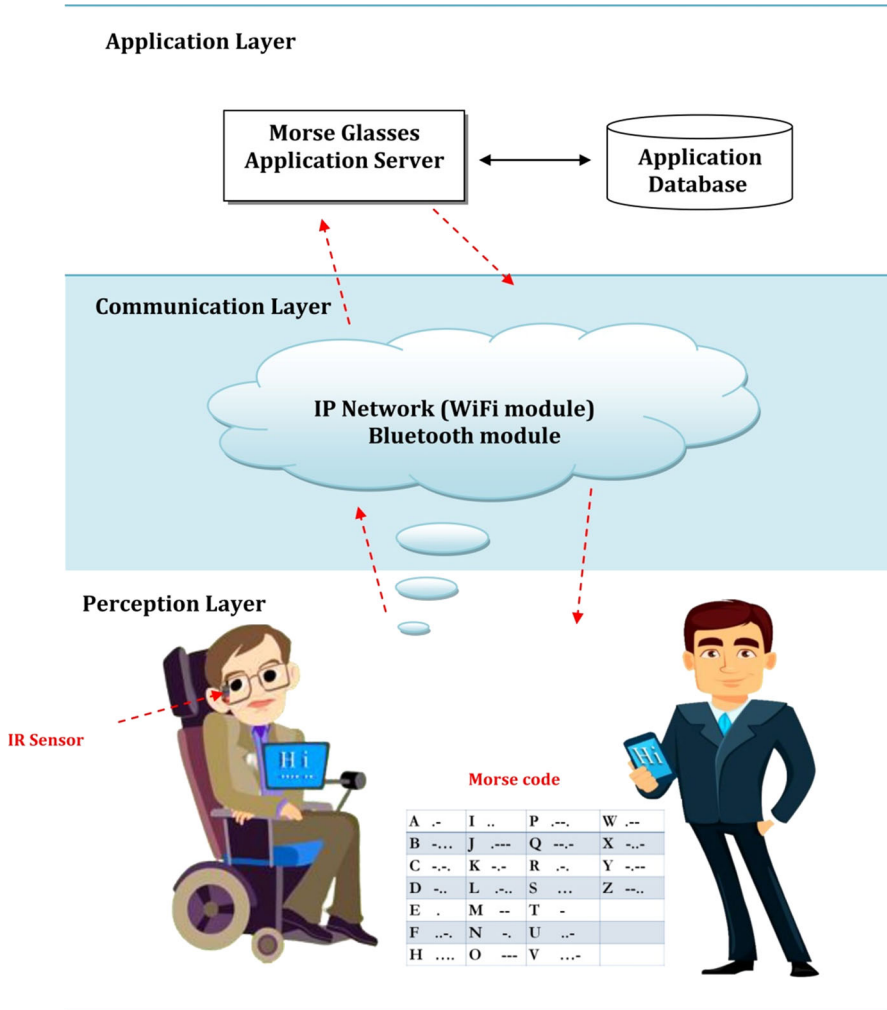 Application Layer
Morse Glasses
Application Server
Application
Database
Communication Layer
IP Network (WiFi module)
Bluetooth module
Perception Layer
IR Sensor
Hi
Hi
Morse code
A .- I .. P .--. W .--
B -... J .--- Q --.- X -..-
C -.-. K -.- R .-. Y -.--
D -.. L .-.. S ... Z --..
E . M -- T -
F ..-. N -. U ..-
H .... O --- V ...-